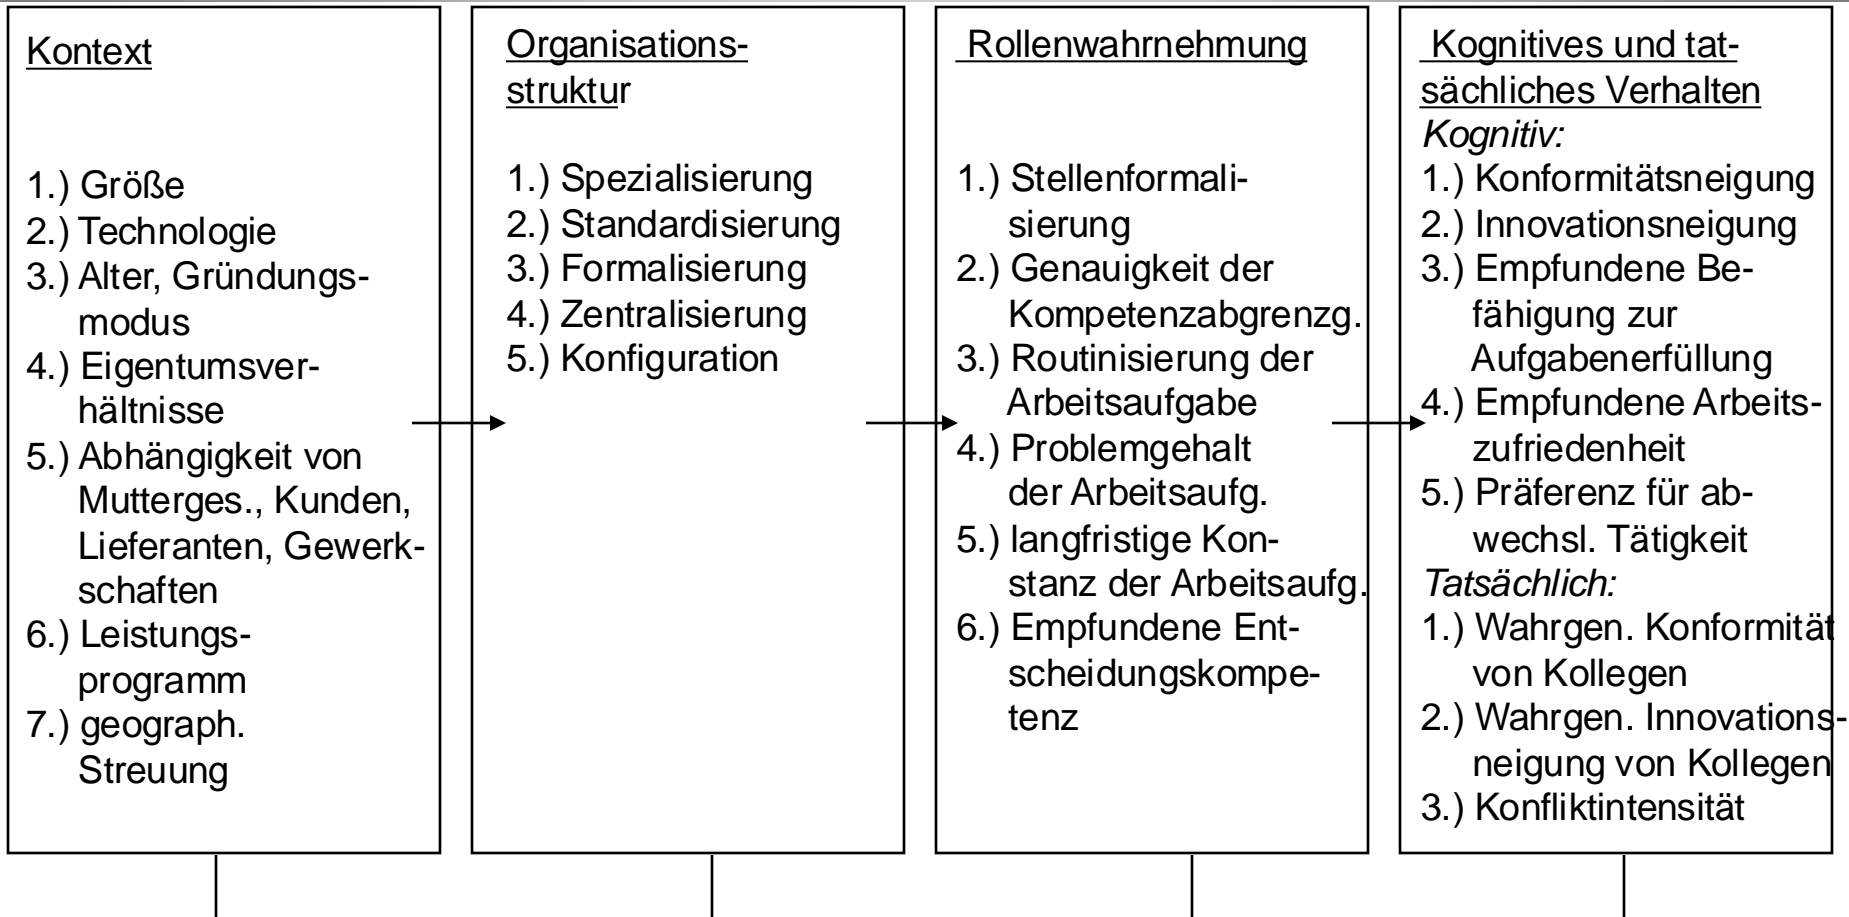 Kontext
1.) Größe
2.) Technologie
3.) Alter, Gründungs-
modus
4.) Eigentumsver-
hältnisse
5.) Abhängigkeit von
Mutterges., Kunden,
Lieferanten, Gewerk-
schaften
6.) Leistungs-
programm
7.) geograph.
Streuung
Organisations-
struktur
1.) Spezialisierung
2.) Standardisierung
3.) Formalisierung
4.) Zentralisierung
5.) Konfiguration
Rollenwahrnehmung
1.) Stellenformali-
sierung
2.) Genauigkeit der
Kompetenzabgrenzg.
3.) Routinisierung der
Arbeitsaufgabe
4.) Problemgehalt
der Arbeitsaufg.
5.) langfristige Kon-
stanz der Arbeitsaufg.
6.) Empfundene Ent-
scheidungskompe-
tenz
Kognitives und tat-
sächliches Verhalten
Kognitiv:
1.) Konformitätsneigung
2.) Innovationsneigung
3.) Empfundene Be-
fähigung zur
Aufgabenerfüllung
4.) Empfundene Arbeits-
zufriedenheit
5.) Präferenz für ab-
wechsl. Tätigkeit
Tatsächlich:
1.) Wahrgen. Konformität
von Kollegen
2.) Wahrgen. Innovations-
neigung von Kollegen
3.) Konfliktintensität